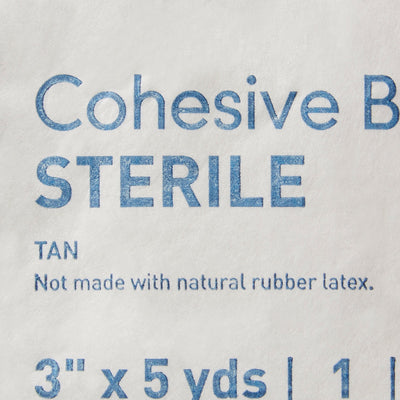 Cohesive B
STERILE
TAN
Not made with natural rubber latex.
3" x 5 yds | 1 |